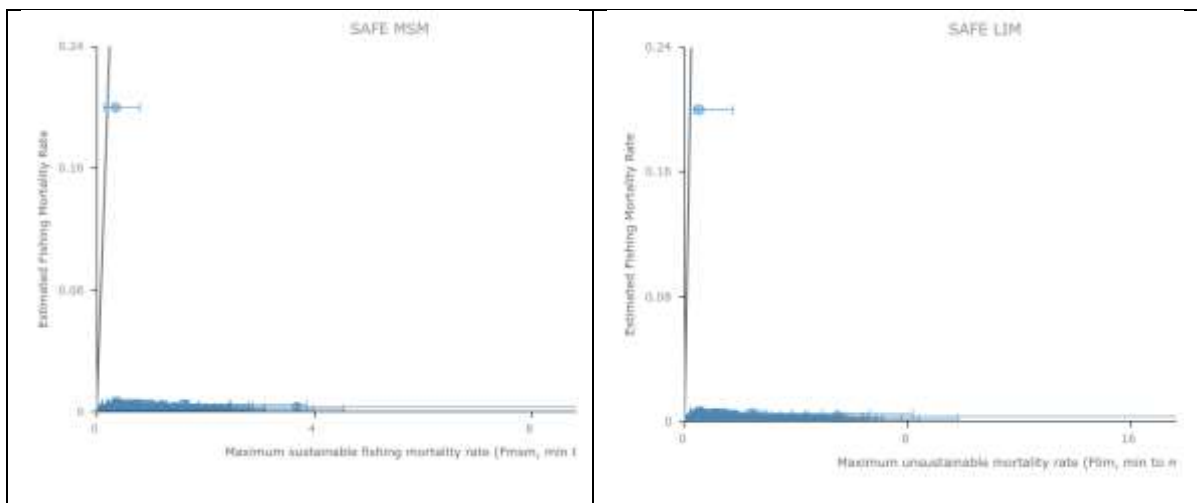 SAFE MSM
0.24
0.16
0.08
0
0
4
8
Estimated Fishing Mortality Rate
Maximum sustainable fishing mortality rate (Fmsm, min t
SAFE LIM
0.24
0.16
0.08
0
0
8
16
Estimated Fishing Mortality Rate
Maximum unsustainable mortality rate (Flim, min to m